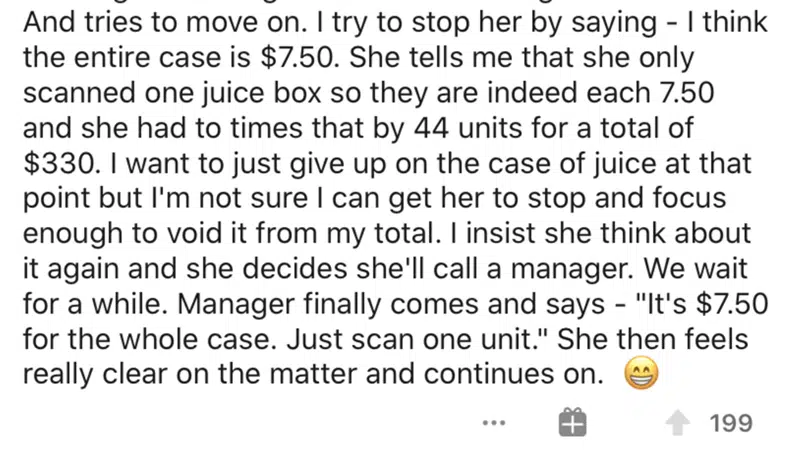 And tries to move on. I try to stop her by saying - I think
the entire case is $7.50. She tells me that she only
scanned one juice box so they are indeed each 7.50
and she had to times that by 44 units for a total of
$330. I want to just give up on the case of juice at that
point but I'm not sure I can get her to stop and focus
enough to void it from my total. I insist she think about
it again and she decides she'll call a manager. We wait
for a while. Manager finally comes and says - "It's $7.50
for the whole case. Just scan one unit." She then feels
really clear on the matter and continues on. 😁
199